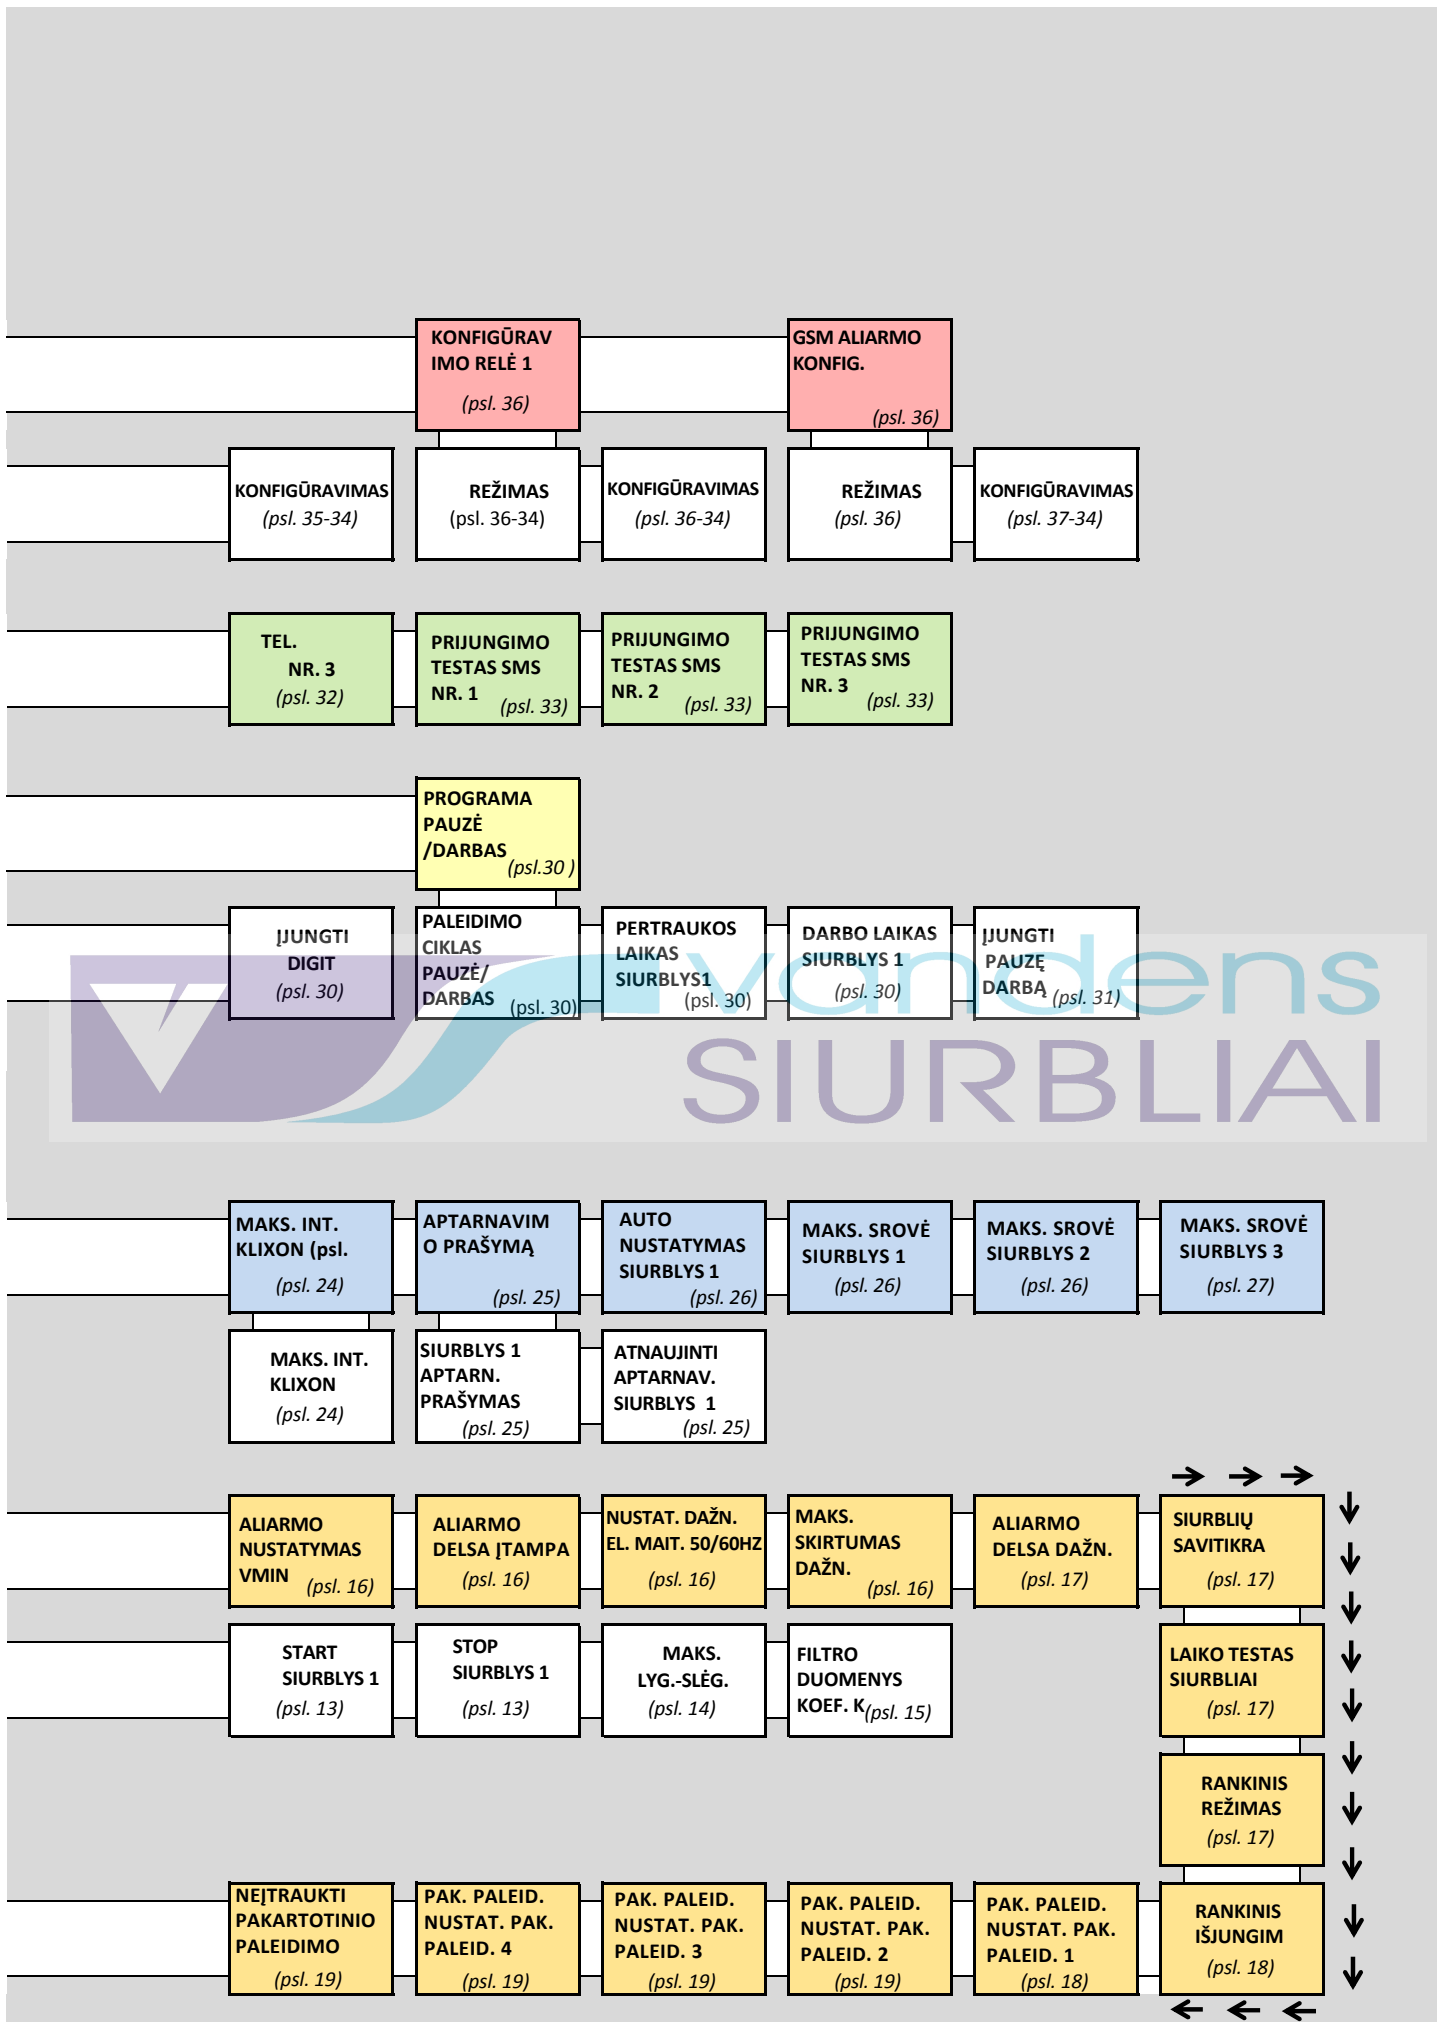 KONFIGŪRAV
IMO RELĖ 1
(psl. 36)
GSM ALIARMO
KONFIG.
(psl. 36)
KONFIGŪRAVIMAS
(psl. 35-34)
REŽIMAS
(psl. 36-34)
KONFIGŪRAVIMAS
(psl. 36-34)
REŽIMAS
(psl. 36)
KONFIGŪRAVIMAS
(psl. 37-34)
TEL.
NR. 3
(psl. 32)
PRIJUNGIMO
TESTAS SMS
NR. 1
(psl. 33)
PRIJUNGIMO
TESTAS SMS
NR. 2
(psl. 33)
PRIJUNGIMO
TESTAS SMS
NR. 3
(psl. 33)
PROGRAMA
PAUZĖ
/DARBAS
(psl.30 )
ĮJUNGTI
DIGIT
(psl. 30)
PALEIDIMO
CIKLAS
PAUZĖ/
DARBAS
(psl. 30)
PERTRAUKOS
LAIKAS
SIURBLYS1
(psl. 30)
DARBO LAIKAS
SIURBLYS 1
(psl. 30)
ĮJUNGTI
PAUZĘ
DARBĄ
(psl. 31)
vandens
SIURBLIAI
MAKS. INT.
KLIXON (psl.
(psl. 24)
APTARNAVIM
O PRAŠYMĄ
(psl. 25)
AUTO
NUSTATYMAS
SIURBLYS 1
(psl. 26)
MAKS. SROVĖ
SIURBLYS 1
(psl. 26)
MAKS. SROVĖ
SIURBLYS 2
(psl. 26)
MAKS. SROVĖ
SIURBLYS 3
(psl. 27)
MAKS. INT.
KLIXON
(psl. 24)
SIURBLYS 1
APTARN.
PRAŠYMAS
(psl. 25)
ATNAUJINTI
APTARNAV.
SIURBLYS 1
(psl. 25)
ALIARMO
NUSTATYMAS
VMIN
(psl. 16)
ALIARMO
DELSA ĮTAMPA
(psl. 16)
NUSTAT. DAŽN.
EL. MAIT. 50/60HZ
(psl. 16)
MAKS.
SKIRTUMAS
DAŽN.
(psl. 16)
ALIARMO
DELSA DAŽN.
(psl. 17)
SIURBLIŲ
SAVITIKRA
(psl. 17)
START
SIURBLYS 1
(psl. 13)
STOP
SIURBLYS 1
(psl. 13)
MAKS.
LYG.-SLĖG.
(psl. 14)
FILTRO
DUOMENYS
KOEF. K
(psl. 15)
LAIKO TESTAS
SIURBLIAI
(psl. 17)
RANKINIS
REŽIMAS
(psl. 17)
NEĮTRAUKTI
PAKARTOTINIO
PALEIDIMO
(psl. 19)
PAK. PALEID.
NUSTAT. PAK.
PALEID. 4
(psl. 19)
PAK. PALEID.
NUSTAT. PAK.
PALEID. 3
(psl. 19)
PAK. PALEID.
NUSTAT. PAK.
PALEID. 2
(psl. 19)
PAK. PALEID.
NUSTAT. PAK.
PALEID. 1
(psl. 18)
RANKINIS
IŠJUNGIM
(psl. 18)